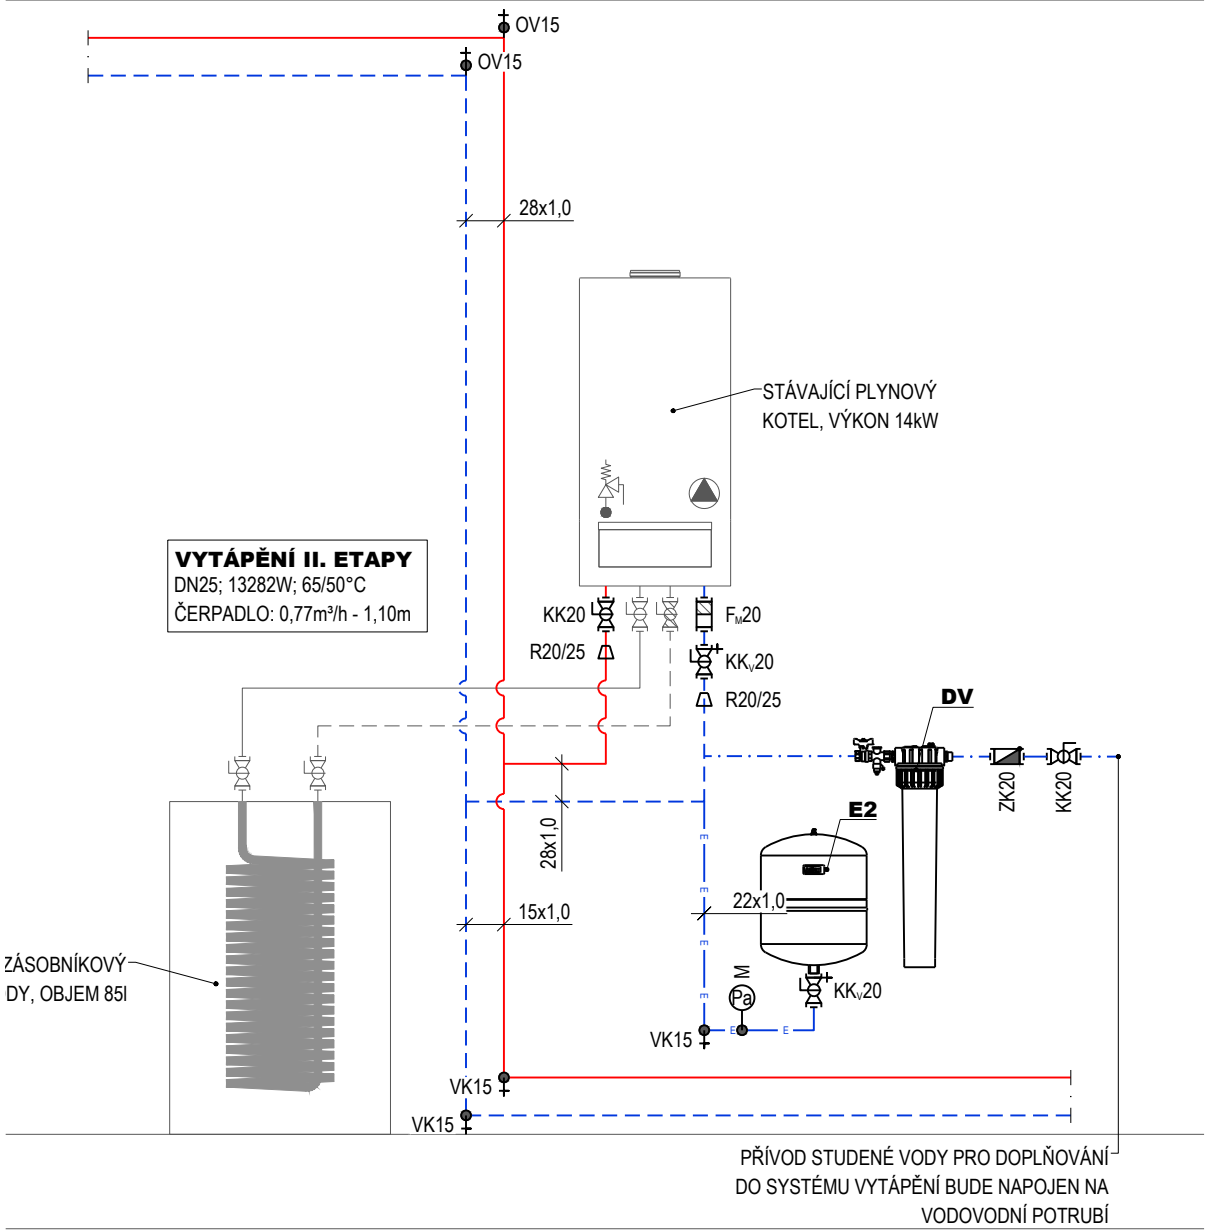 OV15
OV15
28x1,0
STÁVAJÍCÍ PLYNOVÝ
KOTEL, VÝKON 14kW
VYTÁPĚNÍ II. ETAPY
DN25; 13282W; 65/50°C
ČERPADLO: 0,77m³/h - 1,10m
KK20
FM20
R20/25
KKV20
R20/25
DV
ZK20
KK20
28x1,0
E2
E
E
22x1,0
15x1,0
E
ZÁSOBNÍKOVÝ
DY, OBJEM 85l
M
Pa
KKV20
E
E
E
VK15
VK15
VK15
PŘÍVOD STUDENÉ VODY PRO DOPLŇOVÁNÍ
DO SYSTÉMU VYTÁPĚNÍ BUDE NAPOJEN NA
VODOVODNÍ POTRUBÍ